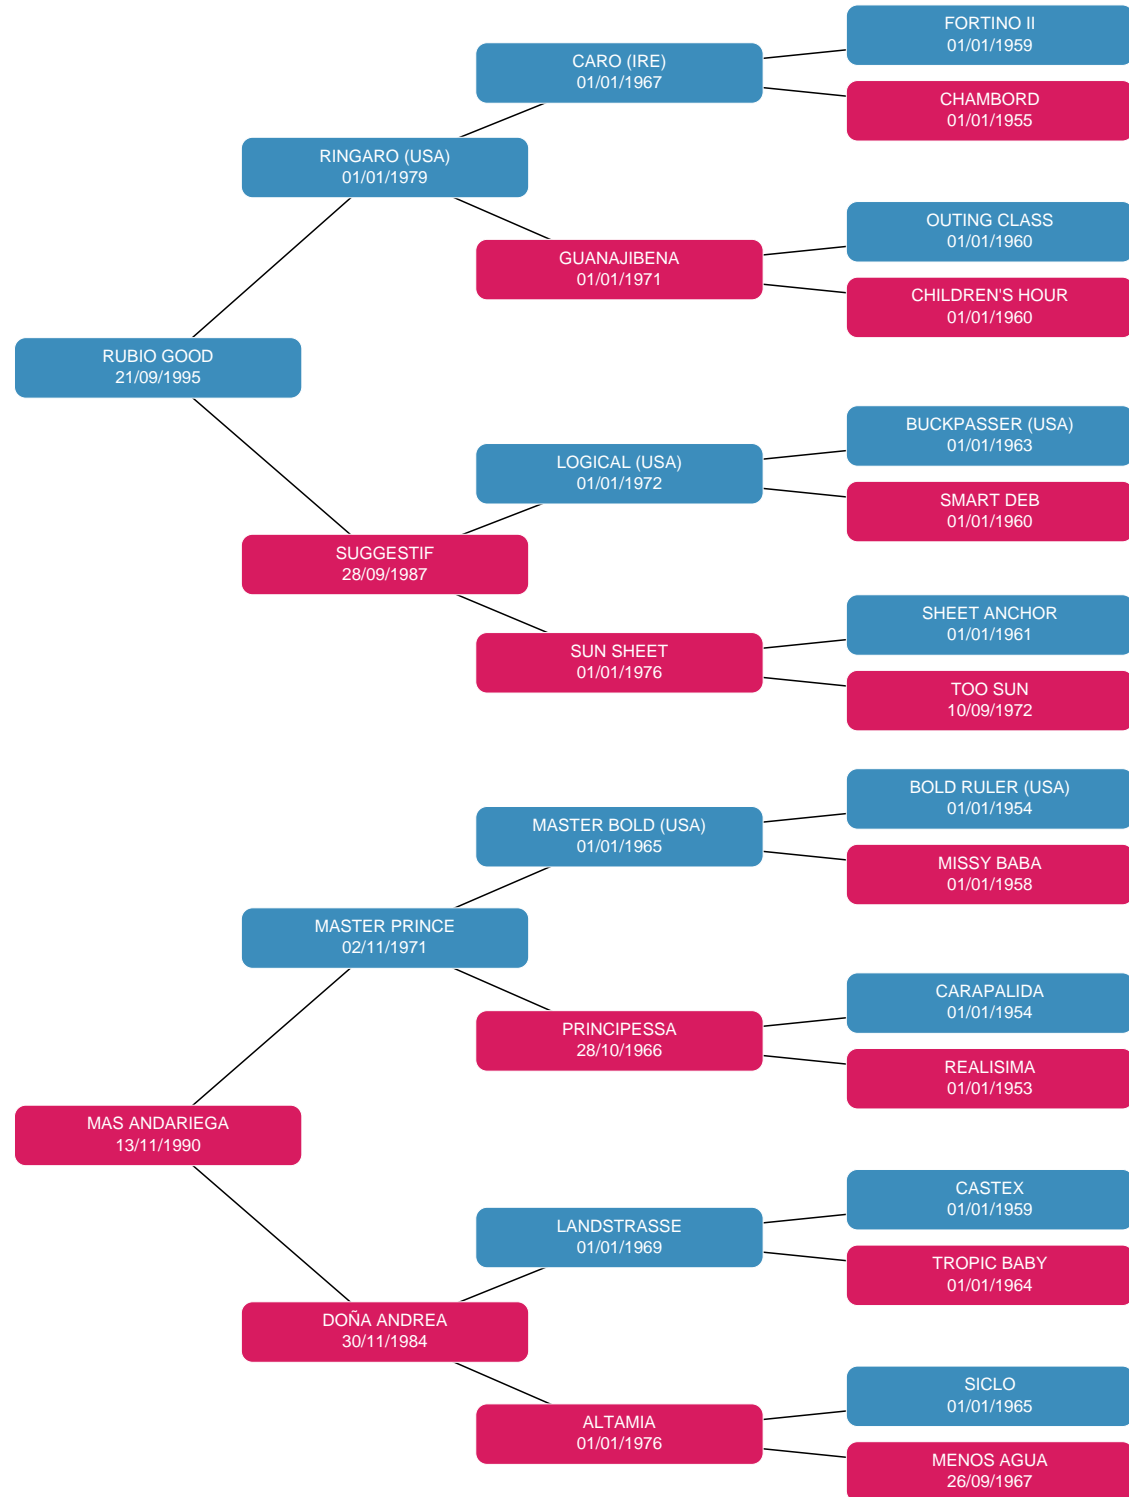 FORTINO II
01/01/1959
CARO (IRE)
01/01/1967
CHAMBORD
01/01/1955
RINGARO (USA)
01/01/1979
OUTING CLASS
01/01/1960
GUANAJIBENA
01/01/1971
CHILDREN'S HOUR
01/01/1960
RUBIO GOOD
21/09/1995
BUCKPASSER (USA)
01/01/1963
LOGICAL (USA)
01/01/1972
SMART DEB
01/01/1960
SUGGESTIF
28/09/1987
SHEET ANCHOR
01/01/1961
SUN SHEET
01/01/1976
TOO SUN
10/09/1972
BOLD RULER (USA)
01/01/1954
MASTER BOLD (USA)
01/01/1965
MISSY BABA
01/01/1958
MASTER PRINCE
02/11/1971
CARAPALIDA
01/01/1954
PRINCIPESSA
28/10/1966
REALISIMA
01/01/1953
MAS ANDARIEGA
13/11/1990
CASTEX
01/01/1959
LANDSTRASSE
01/01/1969
TROPIC BABY
01/01/1964
DOÑA ANDREA
30/11/1984
SICLO
01/01/1965
ALTAMIA
01/01/1976
MENOS AGUA
26/09/1967